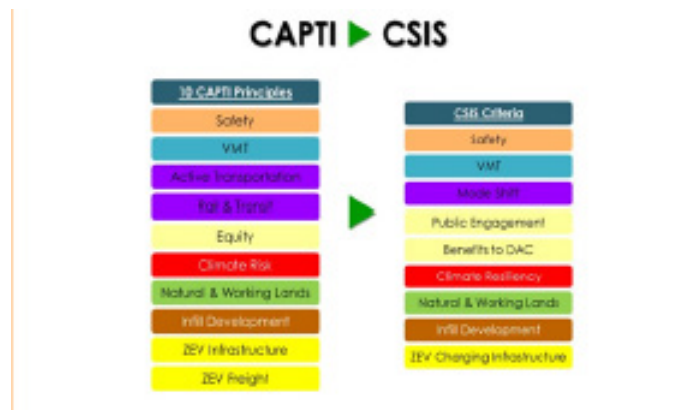 CAPTI CSIS
10 CAPTI Principles
Safety
VMT
Active Transportation
Rail & Transit
Equity
Climate Risk
Natural & Working Lands
Infill Development
ZEV Infrastructure
ZEV Freight
CSIS Criteria
Safety
VMT
Mode Shift
Public Engagement
Benefits to DAC
Climate Resiliency
Natural & Working Lands
Infill Development
ZEV Charging Infrastructure